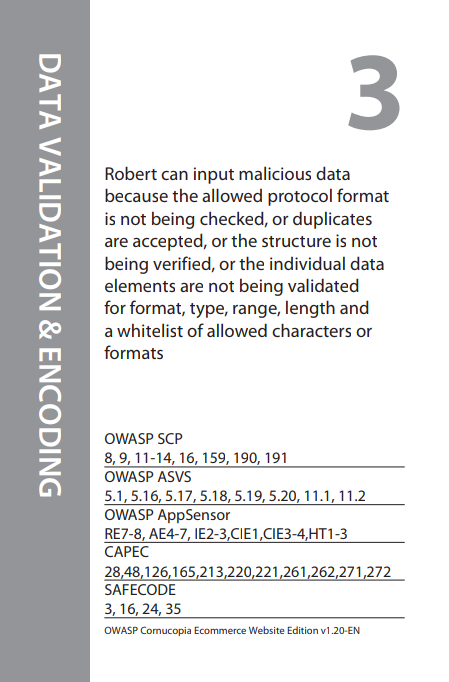 DATA VALIDATION & ENCODING
3
Robert can input malicious data
because the allowed protocol format
is not being checked, or duplicates
are accepted, or the structure is not
being verified, or the individual data
elements are not being validated
for format, type, range, length and
a whitelist of allowed characters or
formats
OWASP SCP
8, 9, 11-14, 16, 159, 190, 191
OWASP ASVS
5.1, 5.16, 5.17, 5.18, 5.19, 5.20, 11.1, 11.2
OWASP AppSensor
RE7-8, AE4-7, IE2-3,CIE1,CIE3-4,HT1-3
CAPEC
28,48,126,165,213,220,221,261,262,271,272
SAFECODE
3, 16, 24, 35
OWASP Cornucopia Ecommerce Website Edition v1.20-EN